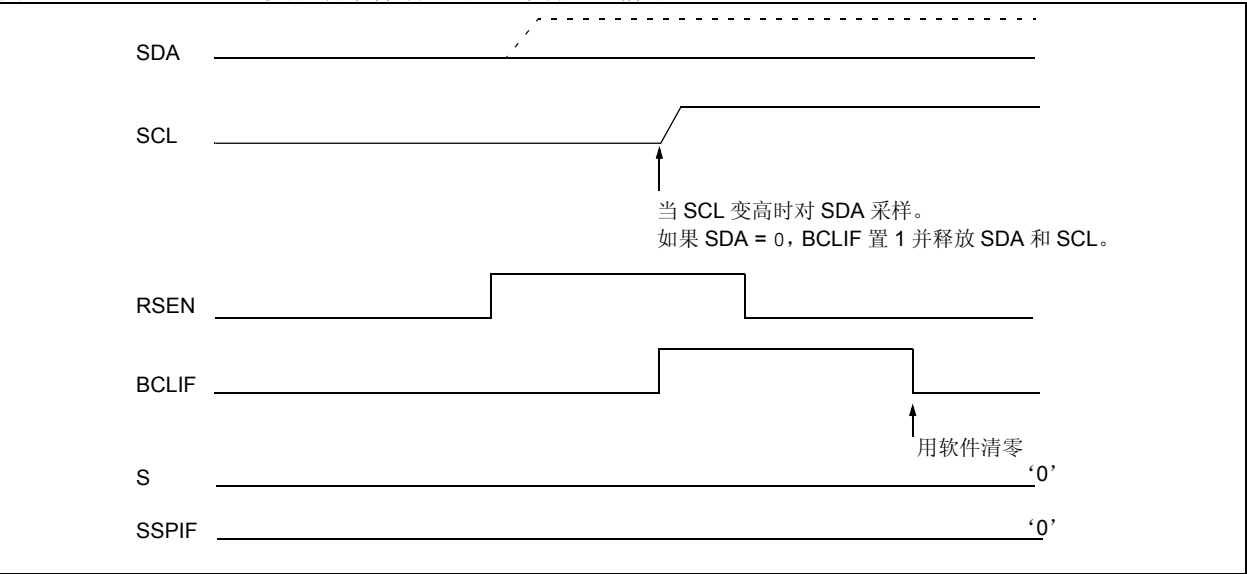 SDA
SCL
当 SCL 变高时对 SDA 采样。
如果 SDA = 0，BCLIF 置 1 并释放 SDA 和 SCL。
RSEN
BCLIF
用软件清零
S
‘0’
SSPIF
‘0’